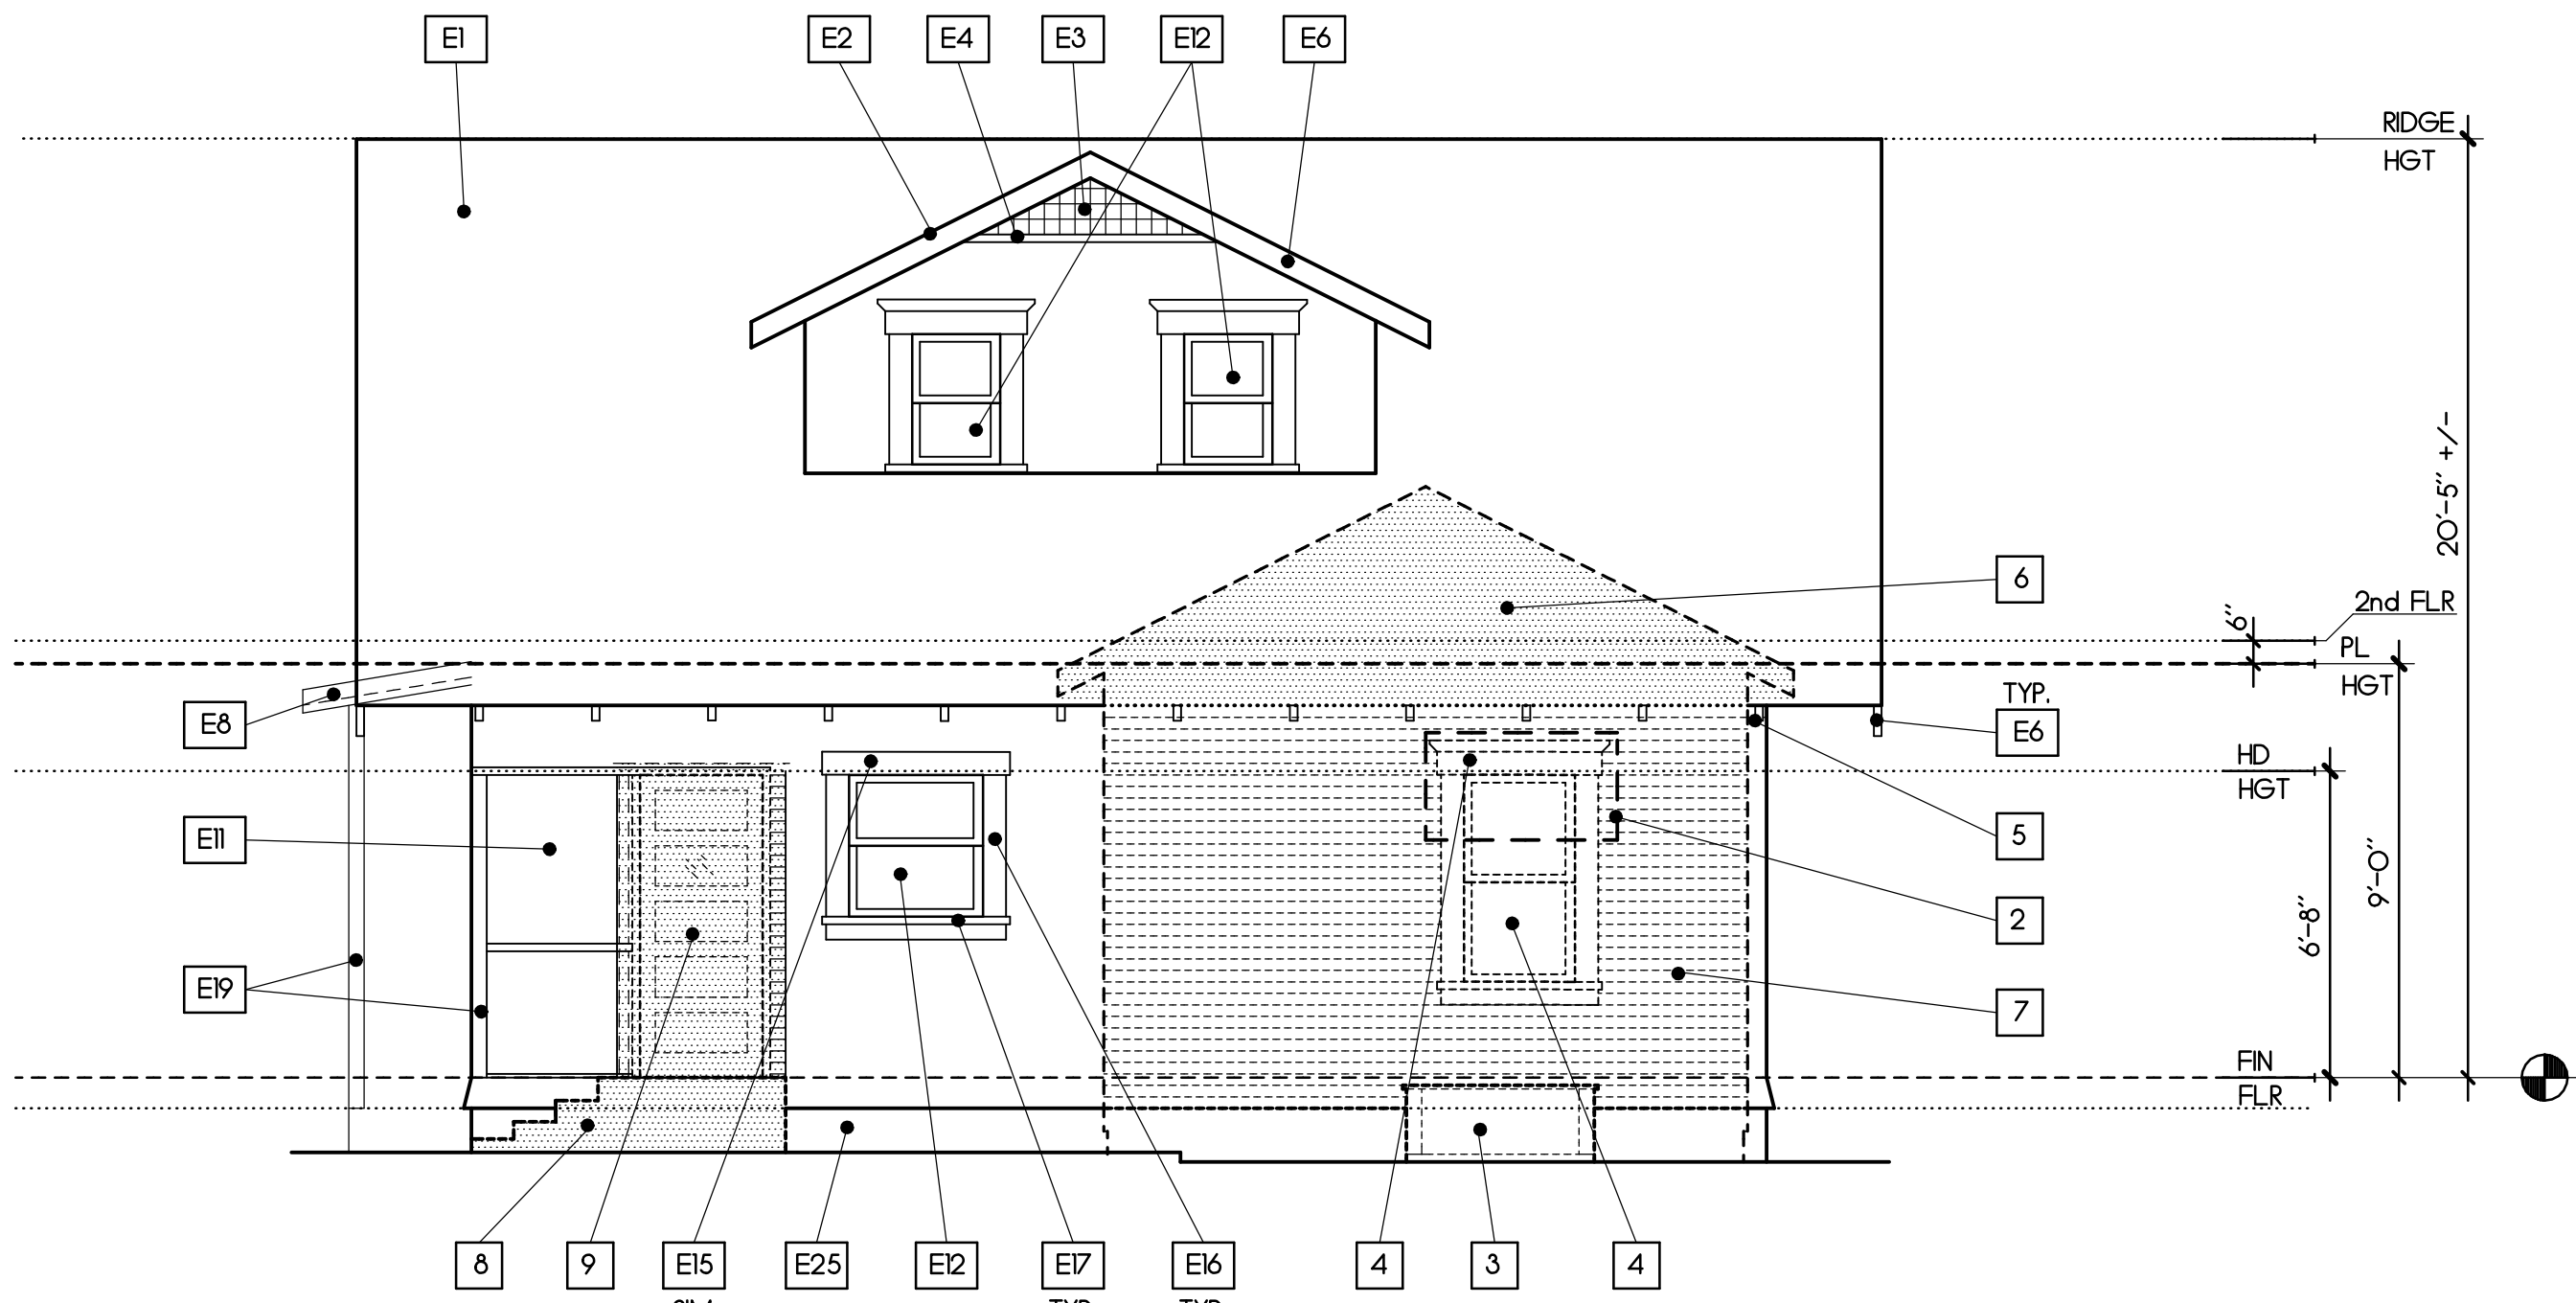 E1
E2
E4
E3
E12
E6
RIDGE
HGT
20'-5" +/-
6
6"
2nd FLR
PL
HGT
E8
TYP.
E6
HD
HGT
E11
5
9'-0"
2
6'-8"
E19
7
FIN
FLR
8
9
E15
E25
E12
E17
E16
4
3
4